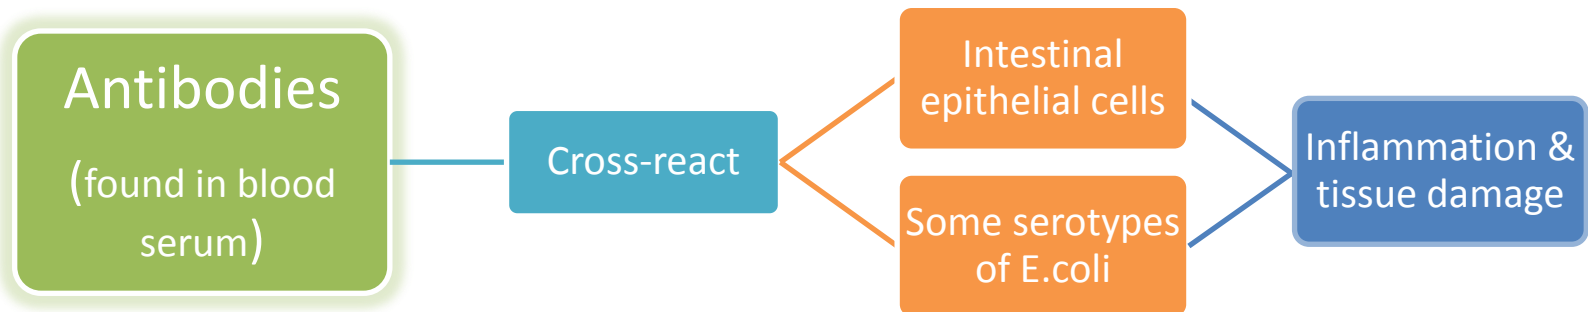 Antibodies
(found in blood
serum)
Cross-react
Intestinal
epithelial cells
Some serotypes
of E.coli
Inflammation &
tissue damage